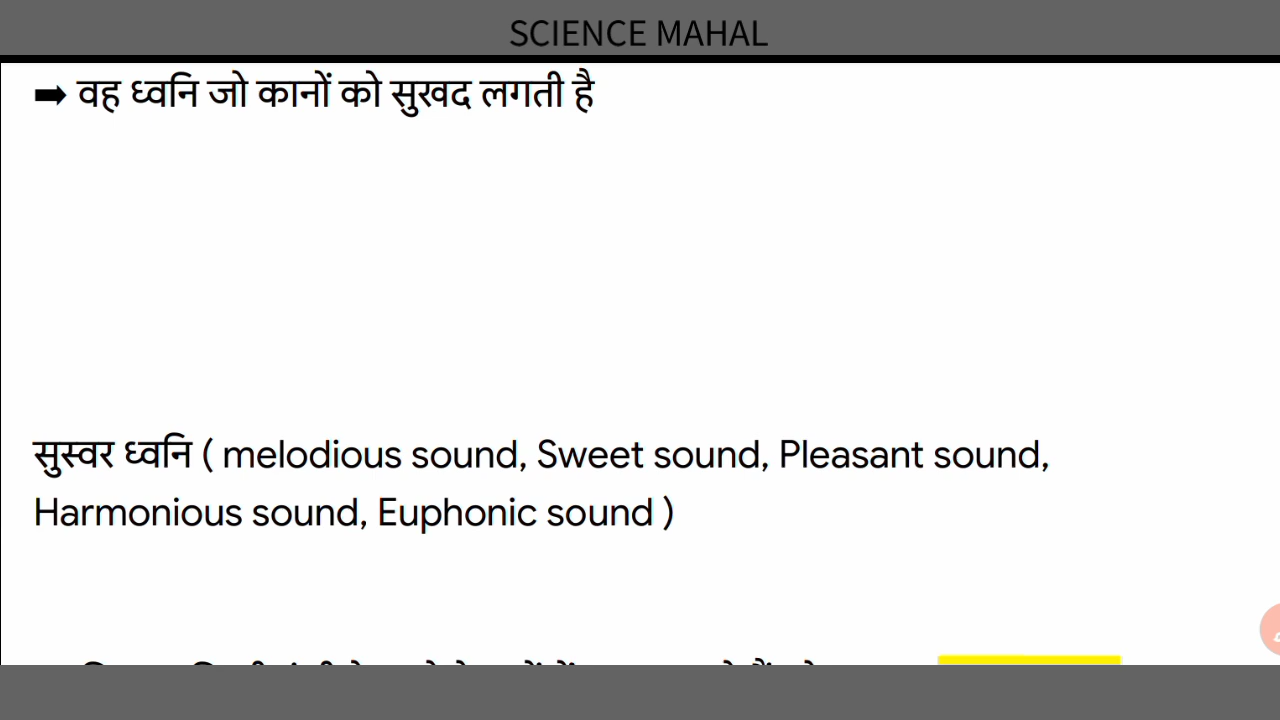 SCIENCE MAHAL
➡ वह ध्वनि जो कानों को सुखद लगती है
सुस्वर ध्वनि ( melodious sound, Sweet sound, Pleasant sound,
Harmonious sound, Euphonic sound )